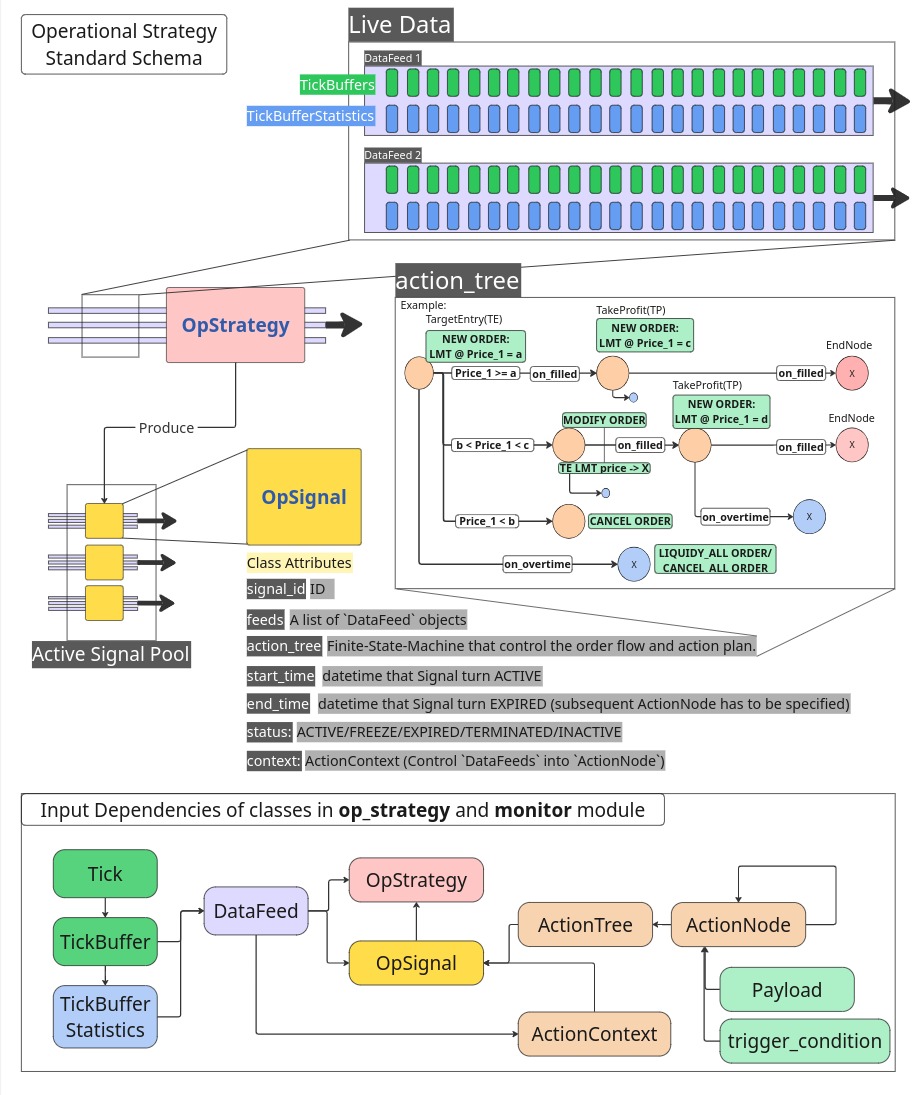 Operational Strategy
Standard Schema
Live Data
DataFeed 1
TickBuffers
TickBufferStatistics
DataFeed 2
OpStrategy
Produce
action_tree
Example:
TargetEntry(TE)
NEW ORDER:
LMT @ Price_1 = a
TakeProfit(TP)
NEW ORDER:
LMT @ Price_1 = c
EndNode
Price_1 >= a
on_filled
on_filled
X
TakeProfit(TP)
NEW ORDER:
LMT @ Price_1 = d
MODIFY ORDER
EndNode
b < Price_1 < c
on_filled
on_filled
X
TE LMT price -> X
Price_1 < b
CANCEL ORDER
on_overtime
X
on_overtime
X
LIQUIDY_ALL ORDER/
CANCEL_ALL ORDER
OpSignal
Active Signal Pool
Class Attributes
signal_id ID
feeds A list of `DataFeed` objects
action_tree Finite-State-Machine that control the order flow and action plan.
start_time datetime that Signal turn ACTIVE
end_time datetime that Signal turn EXPIRED (subsequent ActionNode has to be specified)
status: ACTIVE/FREEZE/EXPIRED/TERMINATED/INACTIVE
context: ActionContext (Control `DataFeeds` into `ActionNode`)
Input Dependencies of classes in op_strategy and monitor module
Tick
TickBuffer
TickBuffer
Statistics
DataFeed
OpStrategy
OpSignal
ActionTree
ActionNode
ActionContext
Payload
trigger_condition